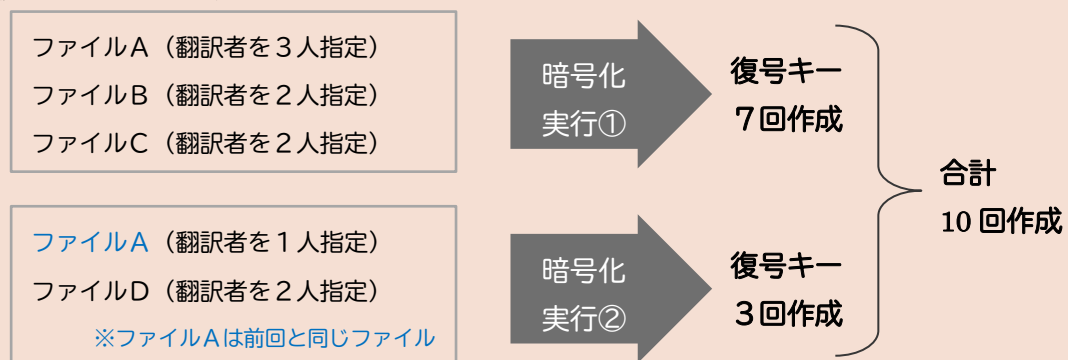 ファイルA（翻訳者を３人指定）
ファイルB（翻訳者を２人指定）
ファイルC（翻訳者を２人指定）
暗号化
実行①
復号キー
７回作成
合計
10 回作成
ファイルA（翻訳者を１人指定）
ファイルD（翻訳者を２人指定）
※ファイルAは前回と同じファイル
暗号化
実行②
復号キー
３回作成